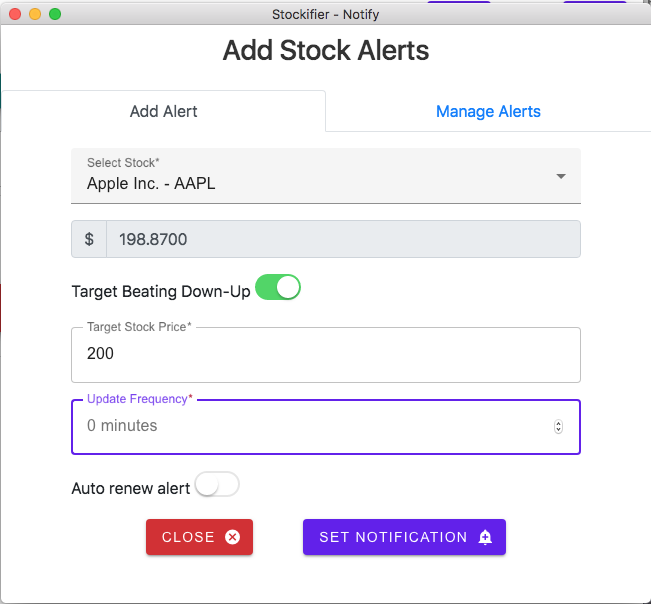 Stockifier - Notify
Add Stock Alerts
Add Alert Manage Alerts
Select Stock*
Apple Inc. - AAPL
$ 198.8700
Target Beating Down-Up
Target Stock Price*
200
Update Frequency*
0 minutes
Auto renew alert
CLOSE SET NOTIFICATION